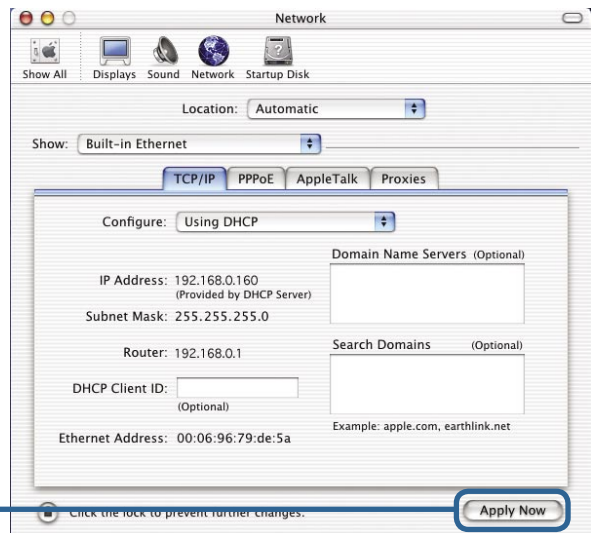 Network
Show All Displays Sound Network Startup Disk
Location: Automatic
Show: Built-in Ethernet
TCP/IP PPPoE AppleTalk Proxies
Configure: Using DHCP
Domain Name Servers (Optional)
IP Address: 192.168.0.160
(Provided by DHCP Server)
Subnet Mask: 255.255.255.0
Search Domains (Optional)
Router: 192.168.0.1
DHCP Client ID:
(Optional)
Example: apple.com, earthlink.net
Ethernet Address: 00:06:96:79:de:5a
Click the lock to prevent further changes.
Apply Now